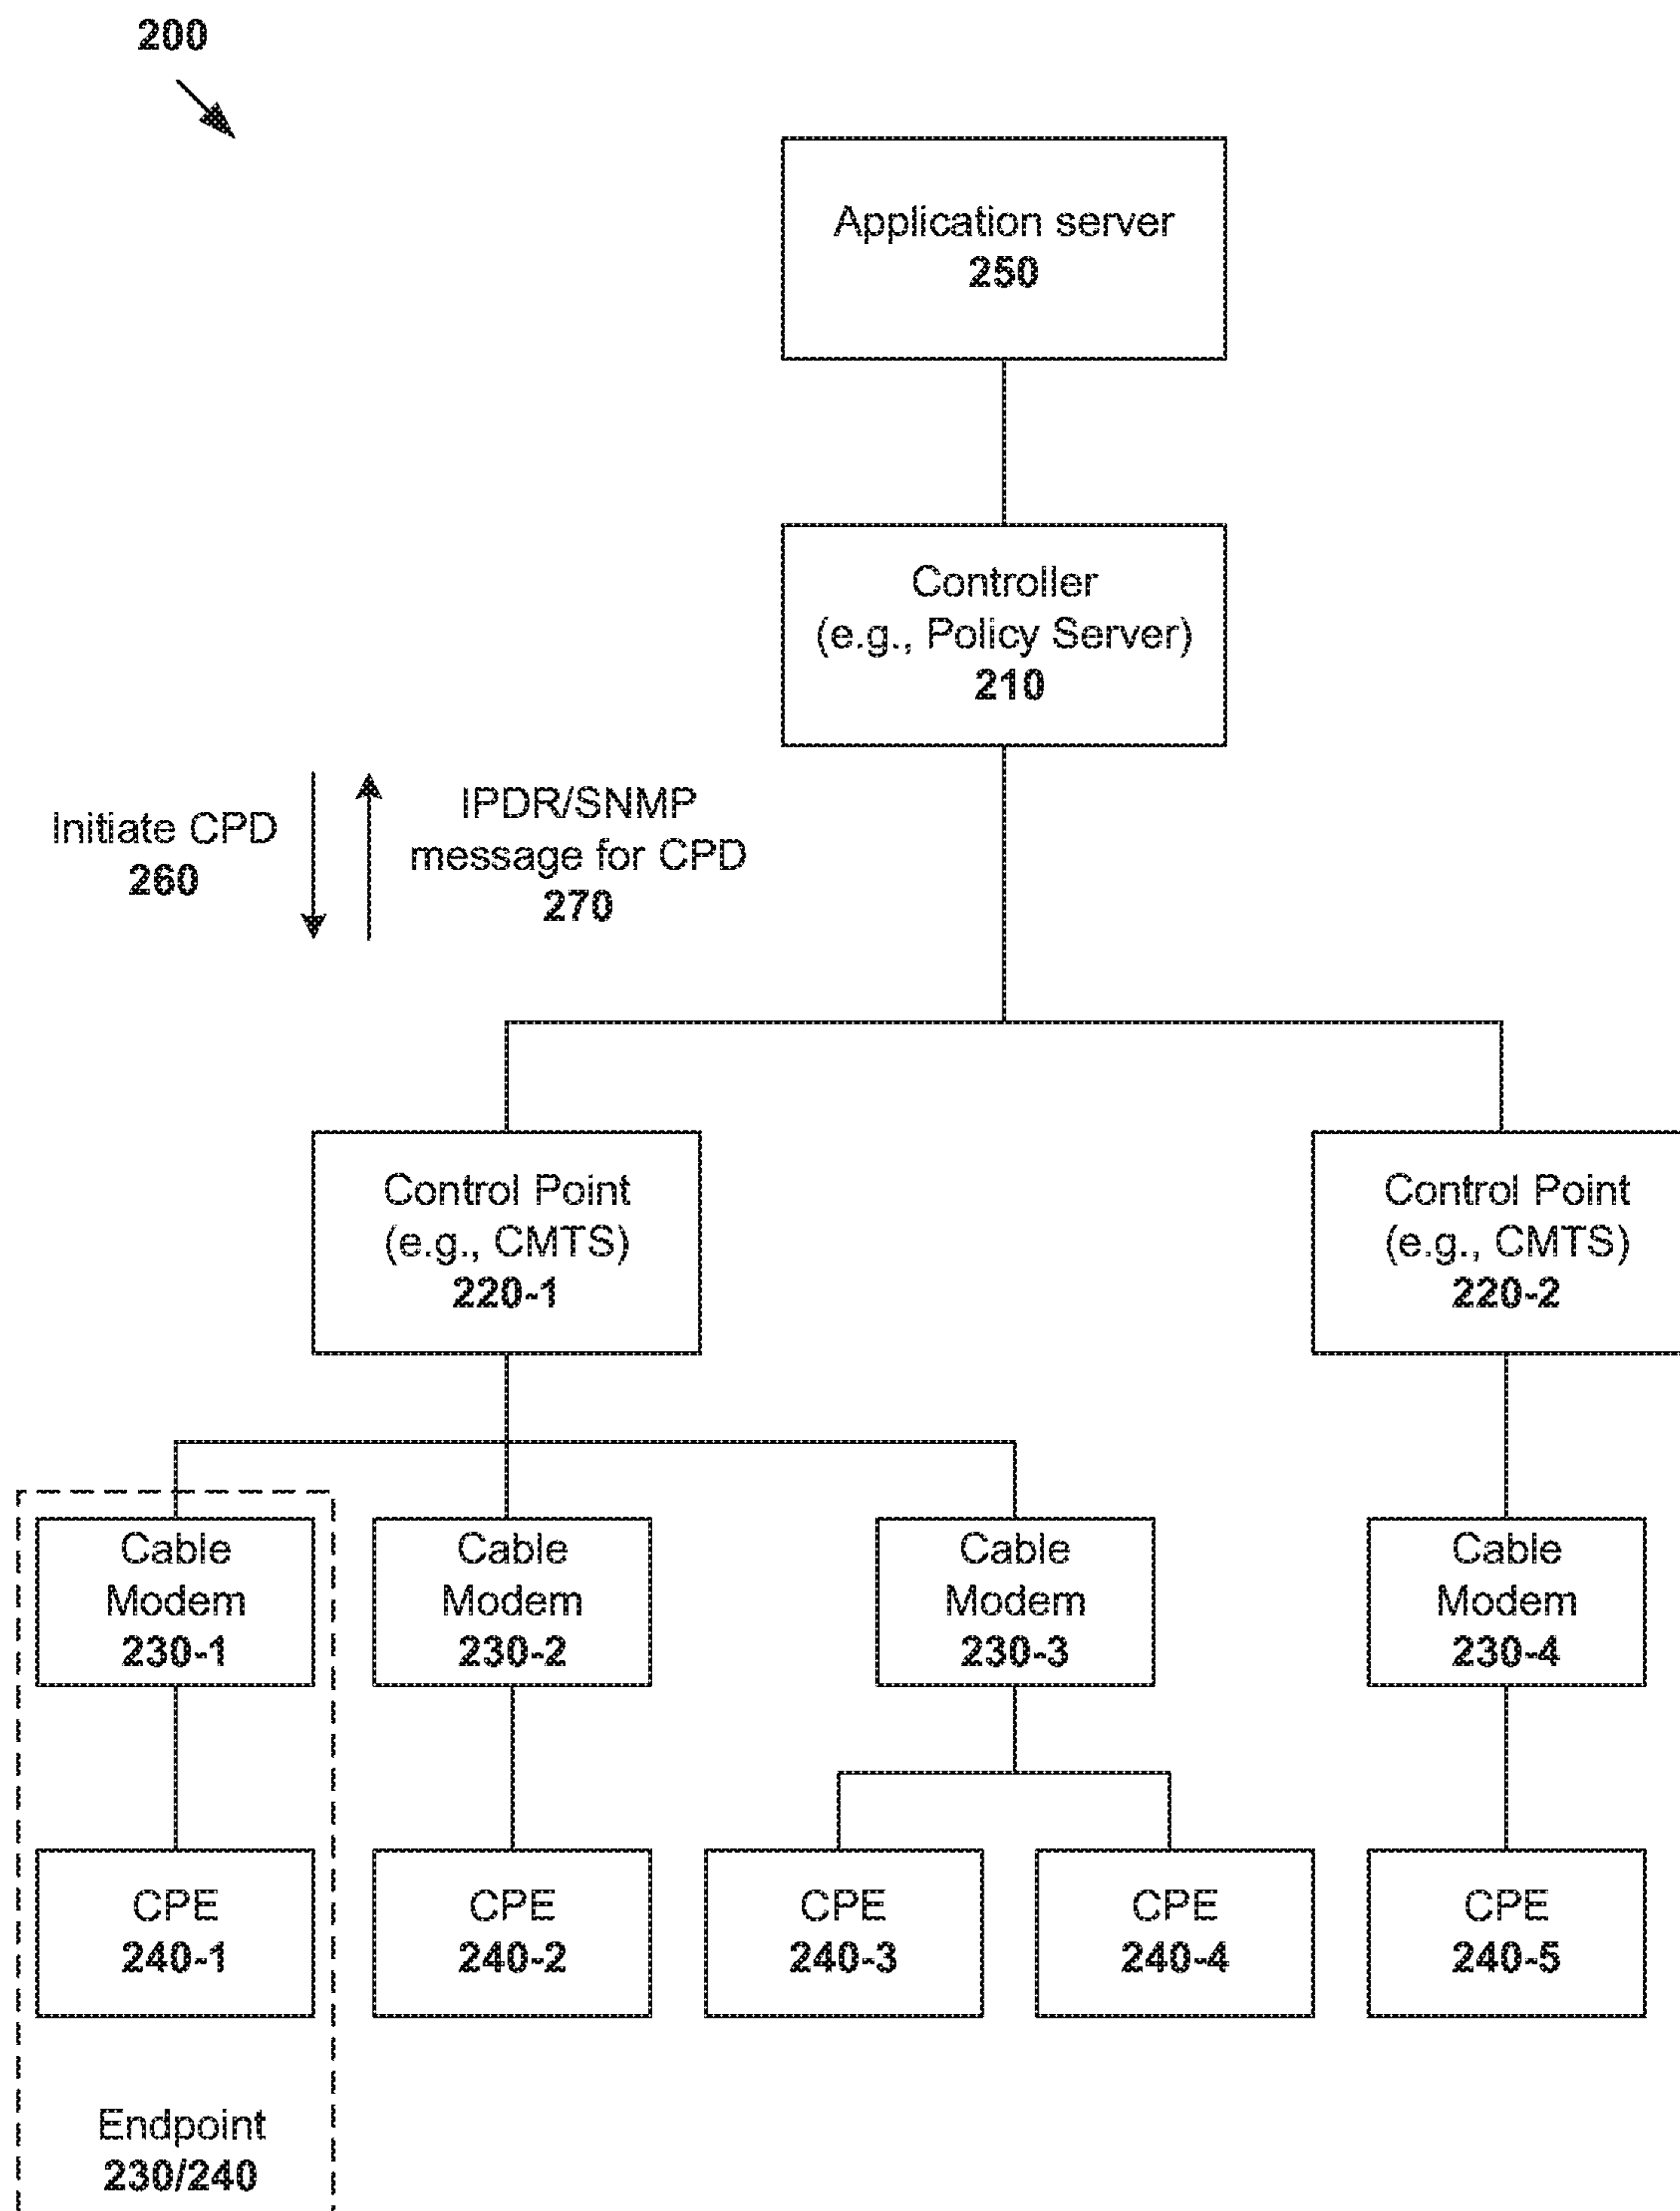 200
Application server
250
Controller
(e.g., Policy Server)
210
Initiate CPD
260
IPDR/SNMP
message for CPD
270
Control Point
(e.g., CMTS)
220-1
Control Point
(e.g., CMTS)
220-2
Cable
Modem
230-1
Cable
Modem
230-2
Cable
Modem
230-3
Cable
Modem
230-4
CPE
240-1
CPE
240-2
CPE
240-3
CPE
240-4
CPE
240-5
Endpoint
230/240